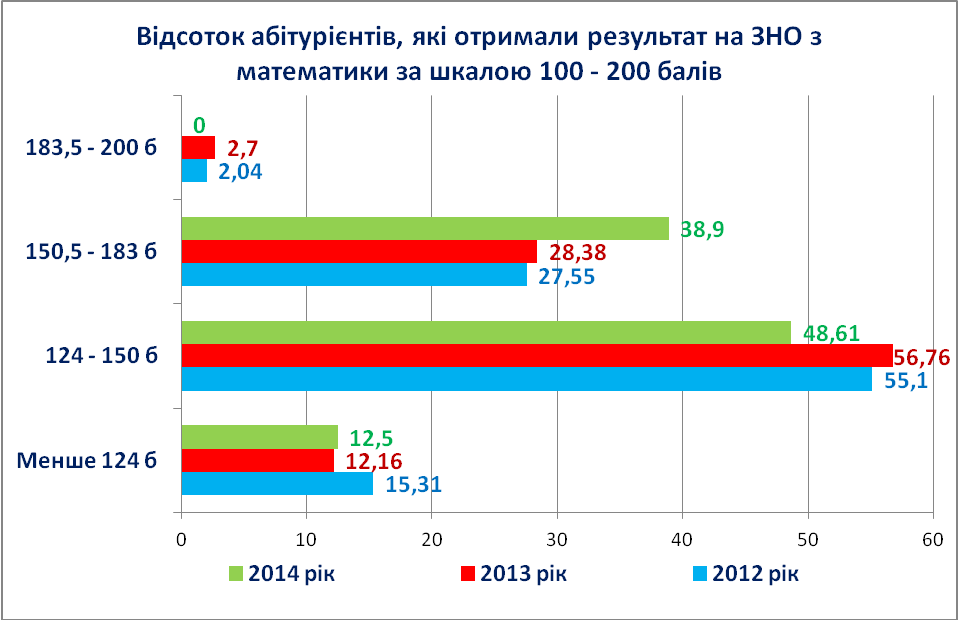 Відсоток абітурієнтів, які отримали результат на ЗНО з
математики за шкалою 100 - 200 балів
183,5 - 200 б
0
2,7
2,04
150,5 - 183 б
38,9
28,38
27,55
124 - 150 б
48,61
56,76
55,1
Менше 124 б
12,5
12,16
15,31
0 10 20 30 40 50 60
2014 рік 2013 рік 2012 рік